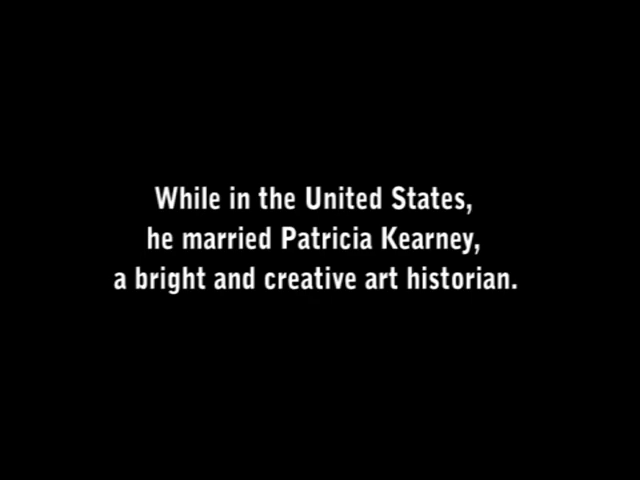 While in the United States,
he married Patricia Kearney,
a bright and creative art historian.